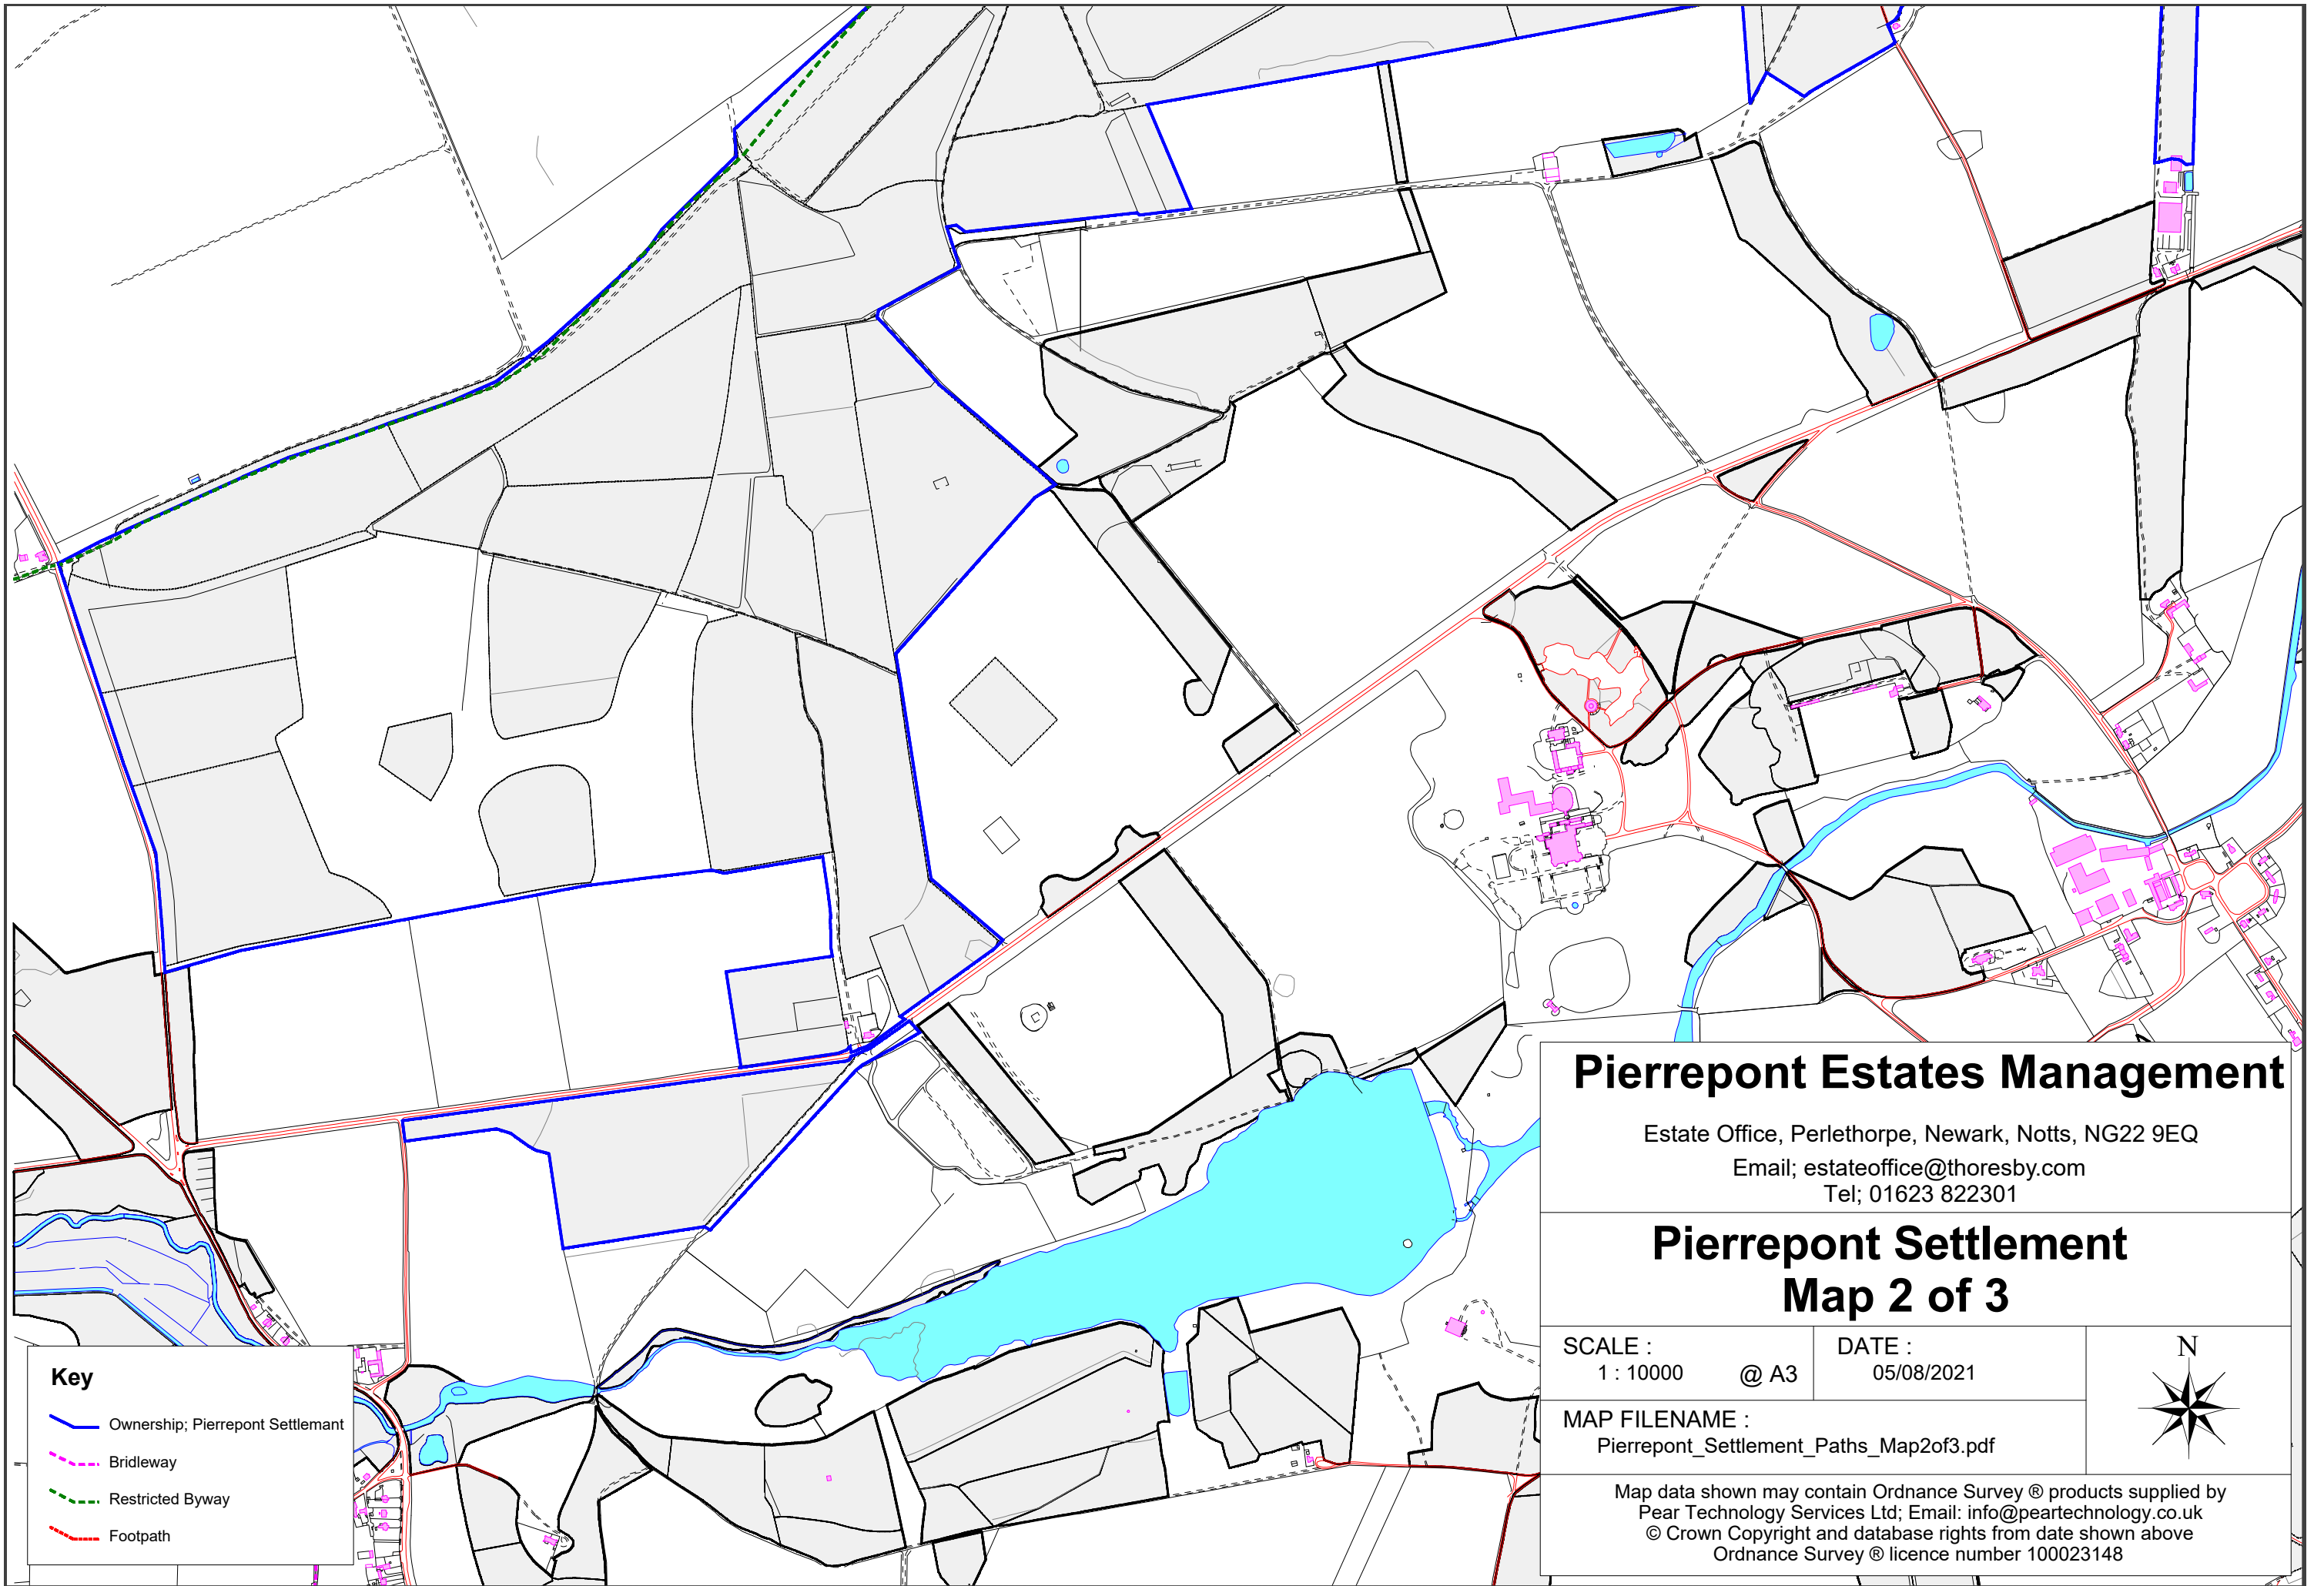 Pierrepont Estates Management
Estate Office, Perlethorpe, Newark, Notts, NG22 9EQ
Email; estateoffice@thoresby.com
Tel; 01623 822301
Pierrepont Settlement
Map 2 of 3
SCALE :
1 : 10000 @ A3
DATE :
05/08/2021
N
MAP FILENAME :
Pierrepont_Settlement_Paths_Map2of3.pdf
Map data shown may contain Ordnance Survey ® products supplied by
Pear Technology Services Ltd; Email: info@peartechnology.co.uk
© Crown Copyright and database rights from date shown above
Ordnance Survey ® licence number 100023148
Key
Ownership; Pierrepont Settlemant
Bridleway
Restricted Byway
Footpath